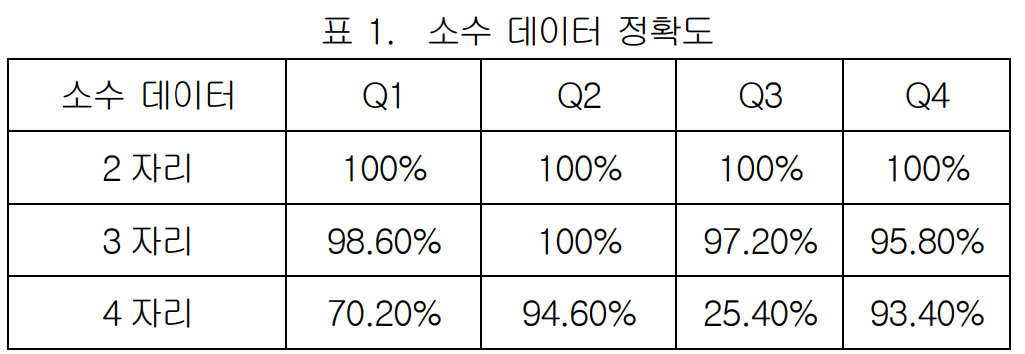 표 1. 소수 데이터 정확도
소수 데이터 Q1 Q2 Q3 Q4
2자리 100% 100% 100% 100%
3자리 98.60% 100% 97.20% 95.80%
4자리 70.20% 94.60% 25.40% 93.40%